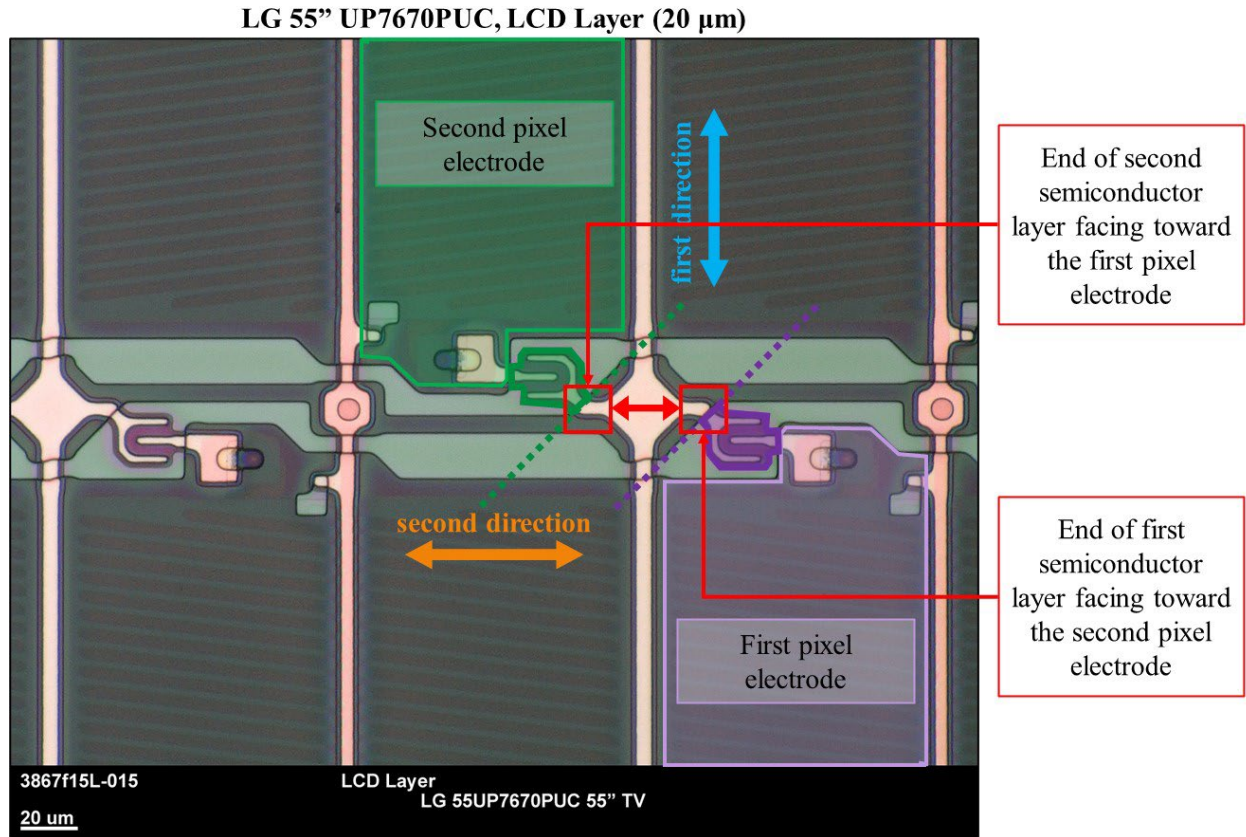 LG 55” UP7670PUC, LCD Layer (20 μm)
Second pixel
electrode
first direction
End of second
semiconductor
layer facing toward
the first pixel
electrode
second direction
End of first
semiconductor
layer facing toward
the second pixel
electrode
First pixel
electrode
3867f15L-015
LCD Layer
LG 55UP7670PUC 55” TV
20 um